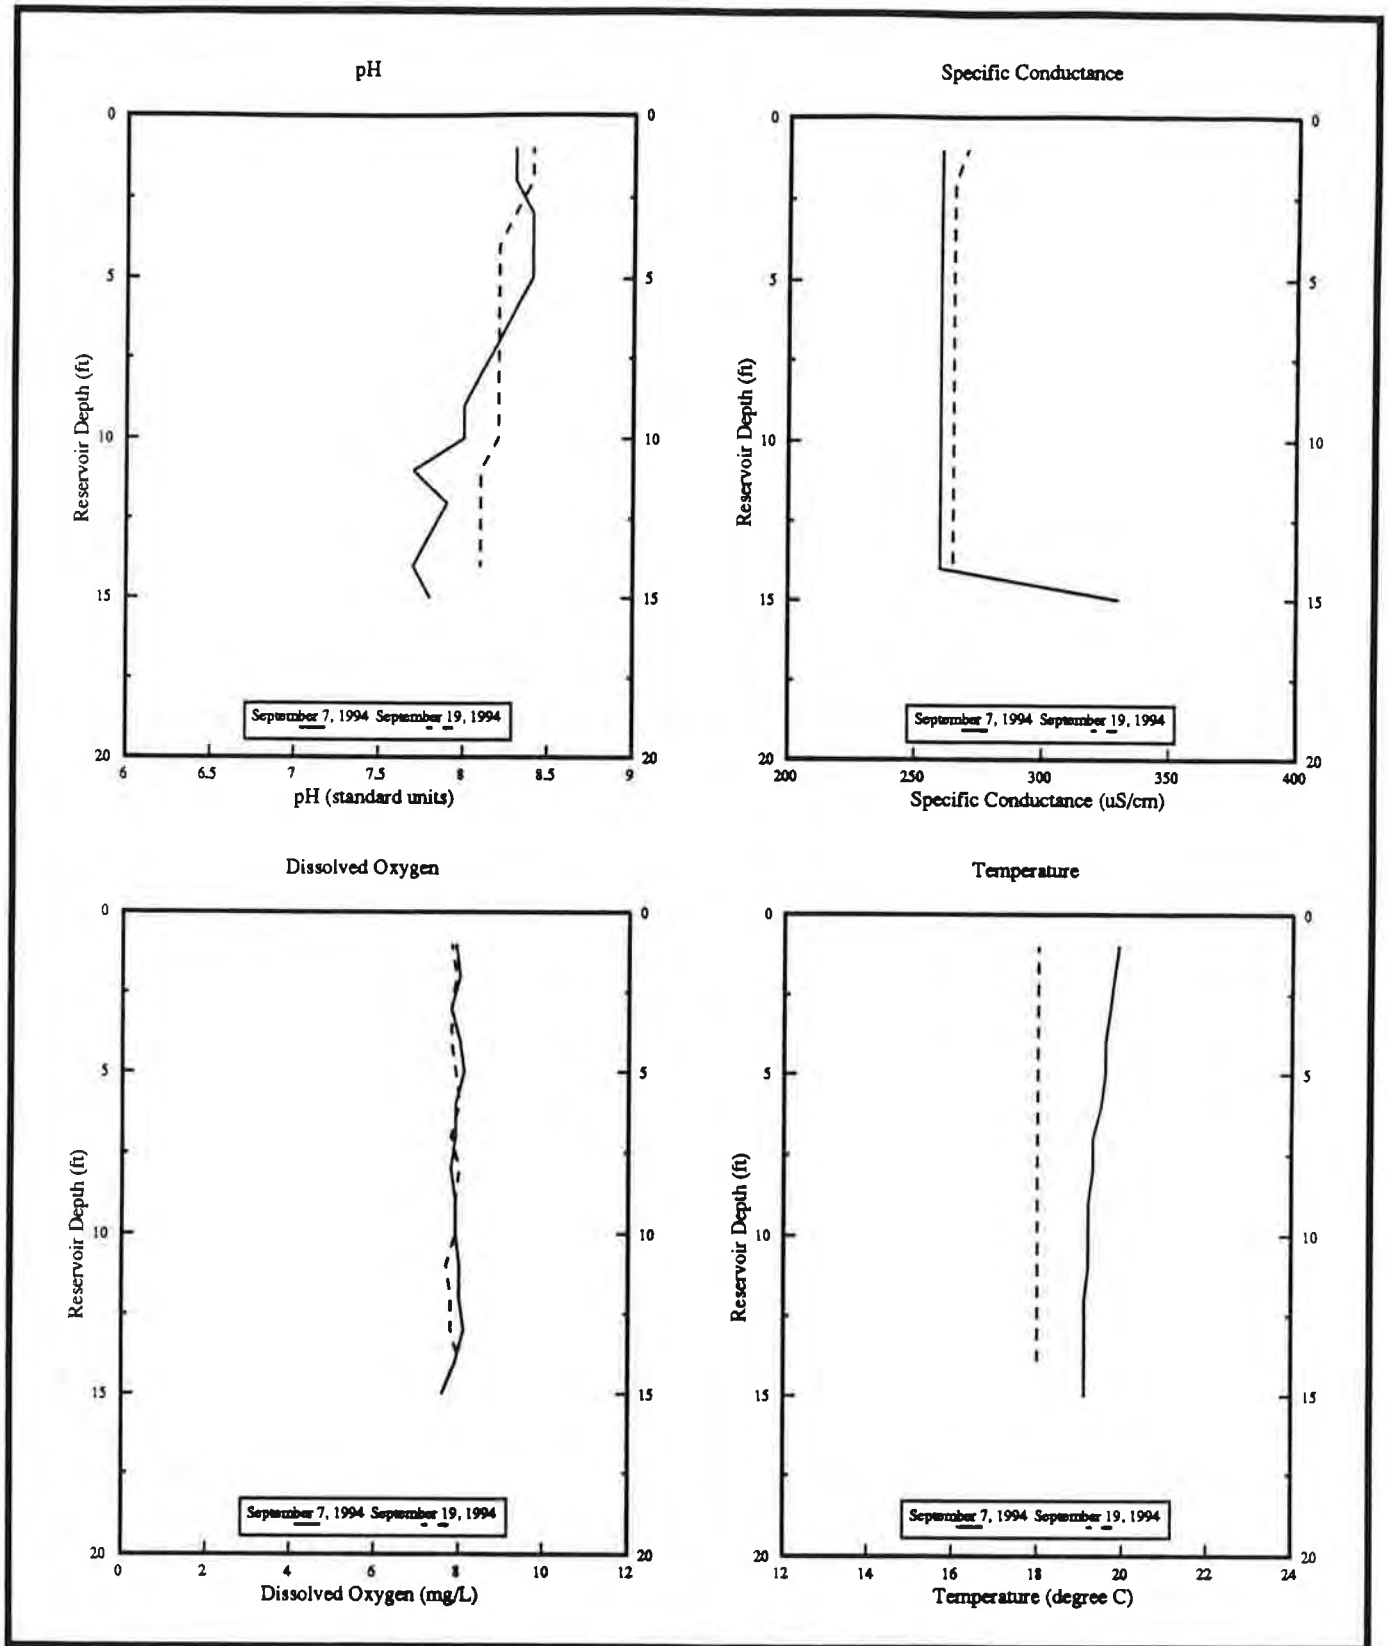 pH
0
0
5
5
10
10
15
15
20
20
Reservoir Depth (ft)
September 7, 1994 September 19, 1994
6 6.5 7 7.5 8 8.5 9
pH (standard units)
Specific Conductance
0
0
5
5
10
10
15
15
20
20
Reservoir Depth (ft)
September 7, 1994 September 19, 1994
200 250 300 350 400
Specific Conductance (uS/cm)
Dissolved Oxygen
0
0
5
5
10
10
15
15
20
20
Reservoir Depth (ft)
September 7, 1994 September 19, 1994
0 2 4 6 8 10 12
Dissolved Oxygen (mg/L)
Temperature
0
0
5
5
10
10
15
15
20
20
Reservoir Depth (ft)
September 7, 1994 September 19, 1994
12 14 16 18 20 22 24
Temperature (degree C)